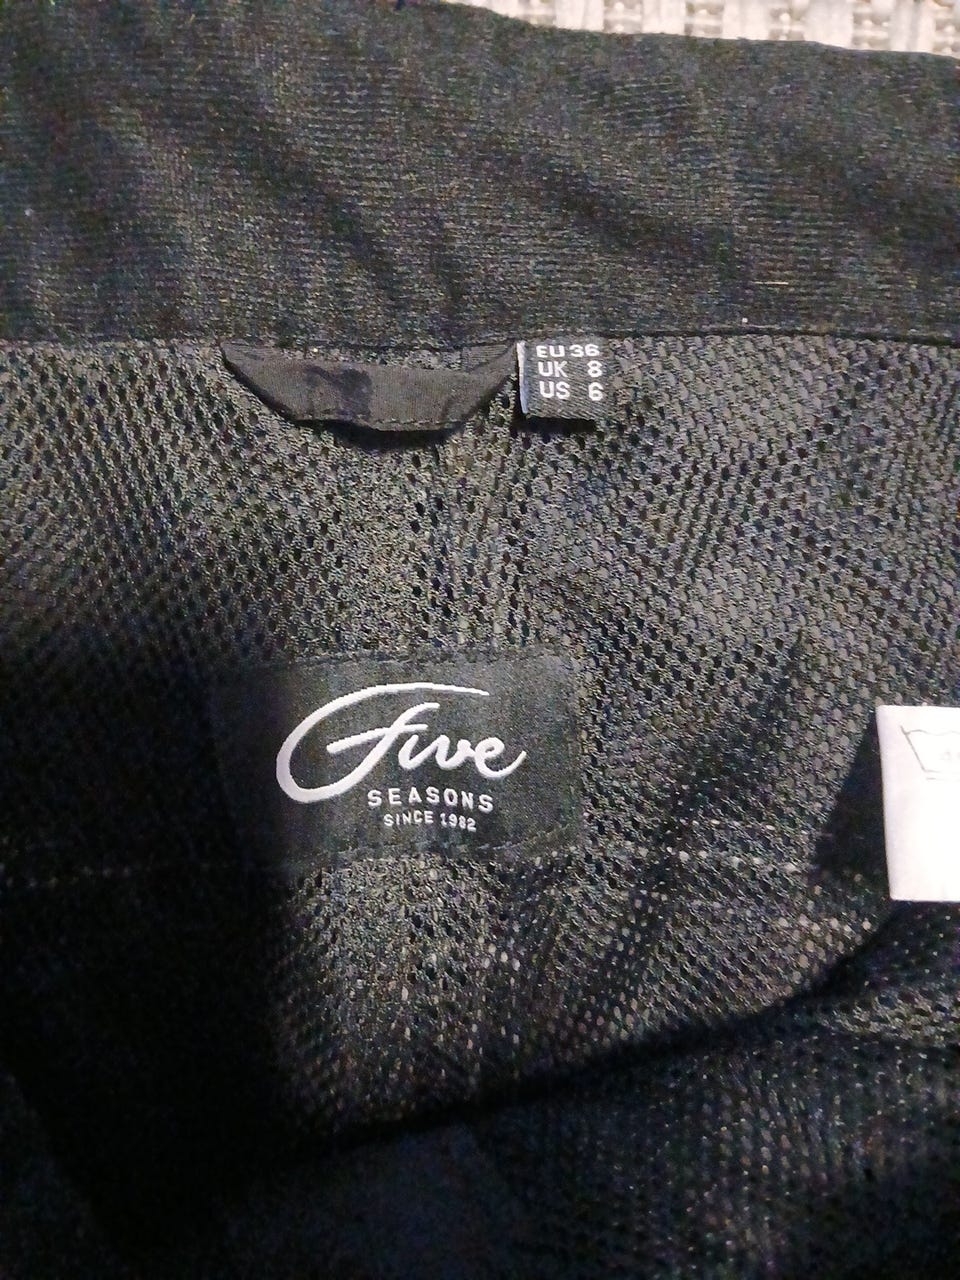 EU 36
UK 8
US 6
Five
SEASONS
SINCE 1982